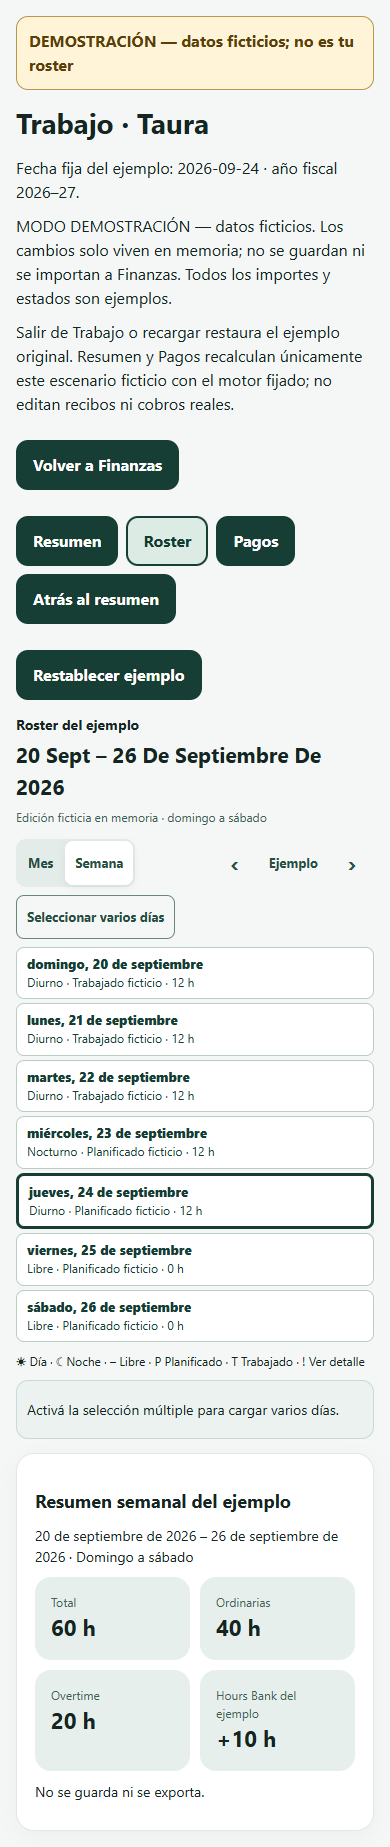 DEMOSTRACIÓN — datos ficticios; no es tu
roster
Trabajo · Taura
Fecha fija del ejemplo: 2026-09-24 · año fiscal
2026–27.
MODO DEMOSTRACIÓN — datos ficticios. Los
cambios solo viven en memoria; no se guardan ni
se importan a Finanzas. Todos los importes y
estados son ejemplos.
Salir de Trabajo o recargar restaura el ejemplo
original. Resumen y Pagos recalculan únicamente
este escenario ficticio con el motor fijado; no
editan recibos ni cobros reales.
Volver a Finanzas
Resumen Roster Pagos
Atrás al resumen
Restablecer ejemplo
Roster del ejemplo
20 Sept – 26 De Septiembre De
2026
Edición ficticia en memoria · domingo a sábado
Mes Semana ‹ Ejemplo ›
Seleccionar varios días
domingo, 20 de septiembre
Diurno · Trabajado ficticio · 12 h
lunes, 21 de septiembre
Diurno · Trabajado ficticio · 12 h
martes, 22 de septiembre
Diurno · Trabajado ficticio · 12 h
miércoles, 23 de septiembre
Nocturno · Planificado ficticio · 12 h
jueves, 24 de septiembre
Diurno · Planificado ficticio · 12 h
viernes, 25 de septiembre
Libre · Planificado ficticio · 0 h
sábado, 26 de septiembre
Libre · Planificado ficticio · 0 h
☀ Día · ☾ Noche · – Libre · P Planificado · T Trabajado · ! Ver detalle
Activá la selección múltiple para cargar varios días.
Resumen semanal del ejemplo
20 de septiembre de 2026 – 26 de septiembre de
2026 · Domingo a sábado
Total
60 h
Ordinarias
40 h
Overtime
20 h
Hours Bank del
ejemplo
+10 h
No se guarda ni se exporta.